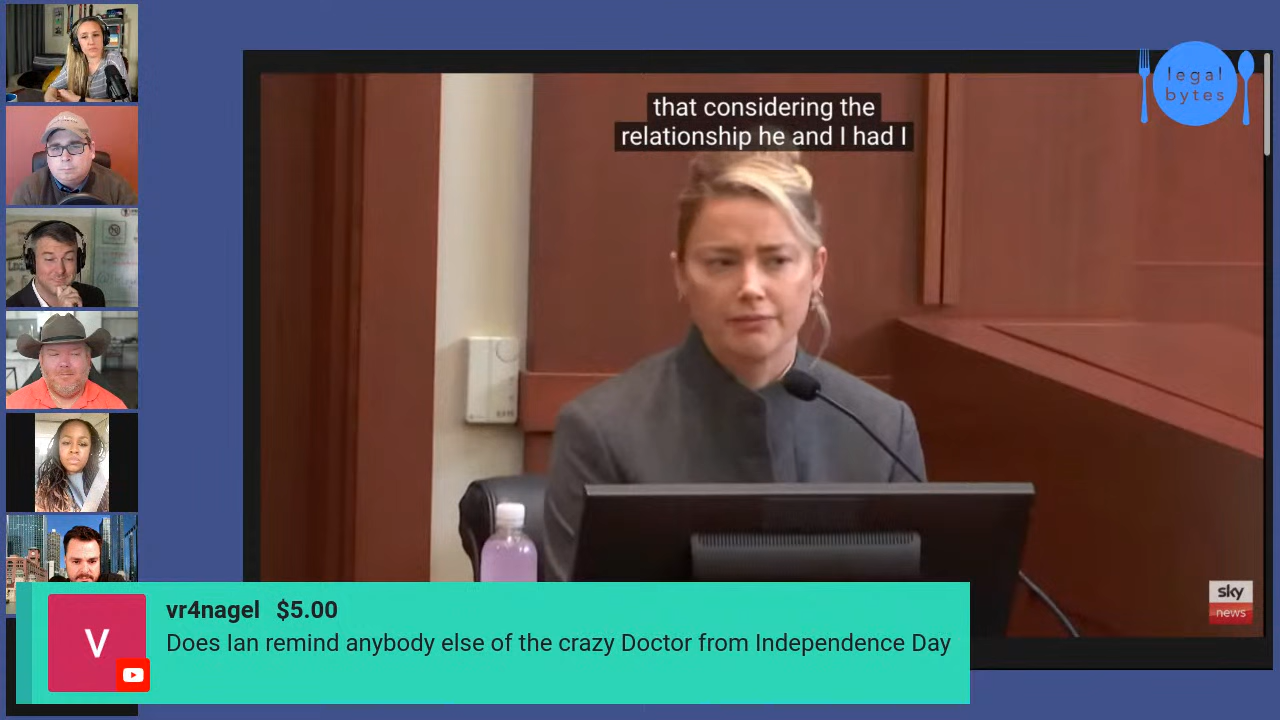 that considering the
relationship he and I had I
legal
bytes
sky
news
V
vr4nagel $5.00
Does Ian remind anybody else of the crazy Doctor from Independence Day